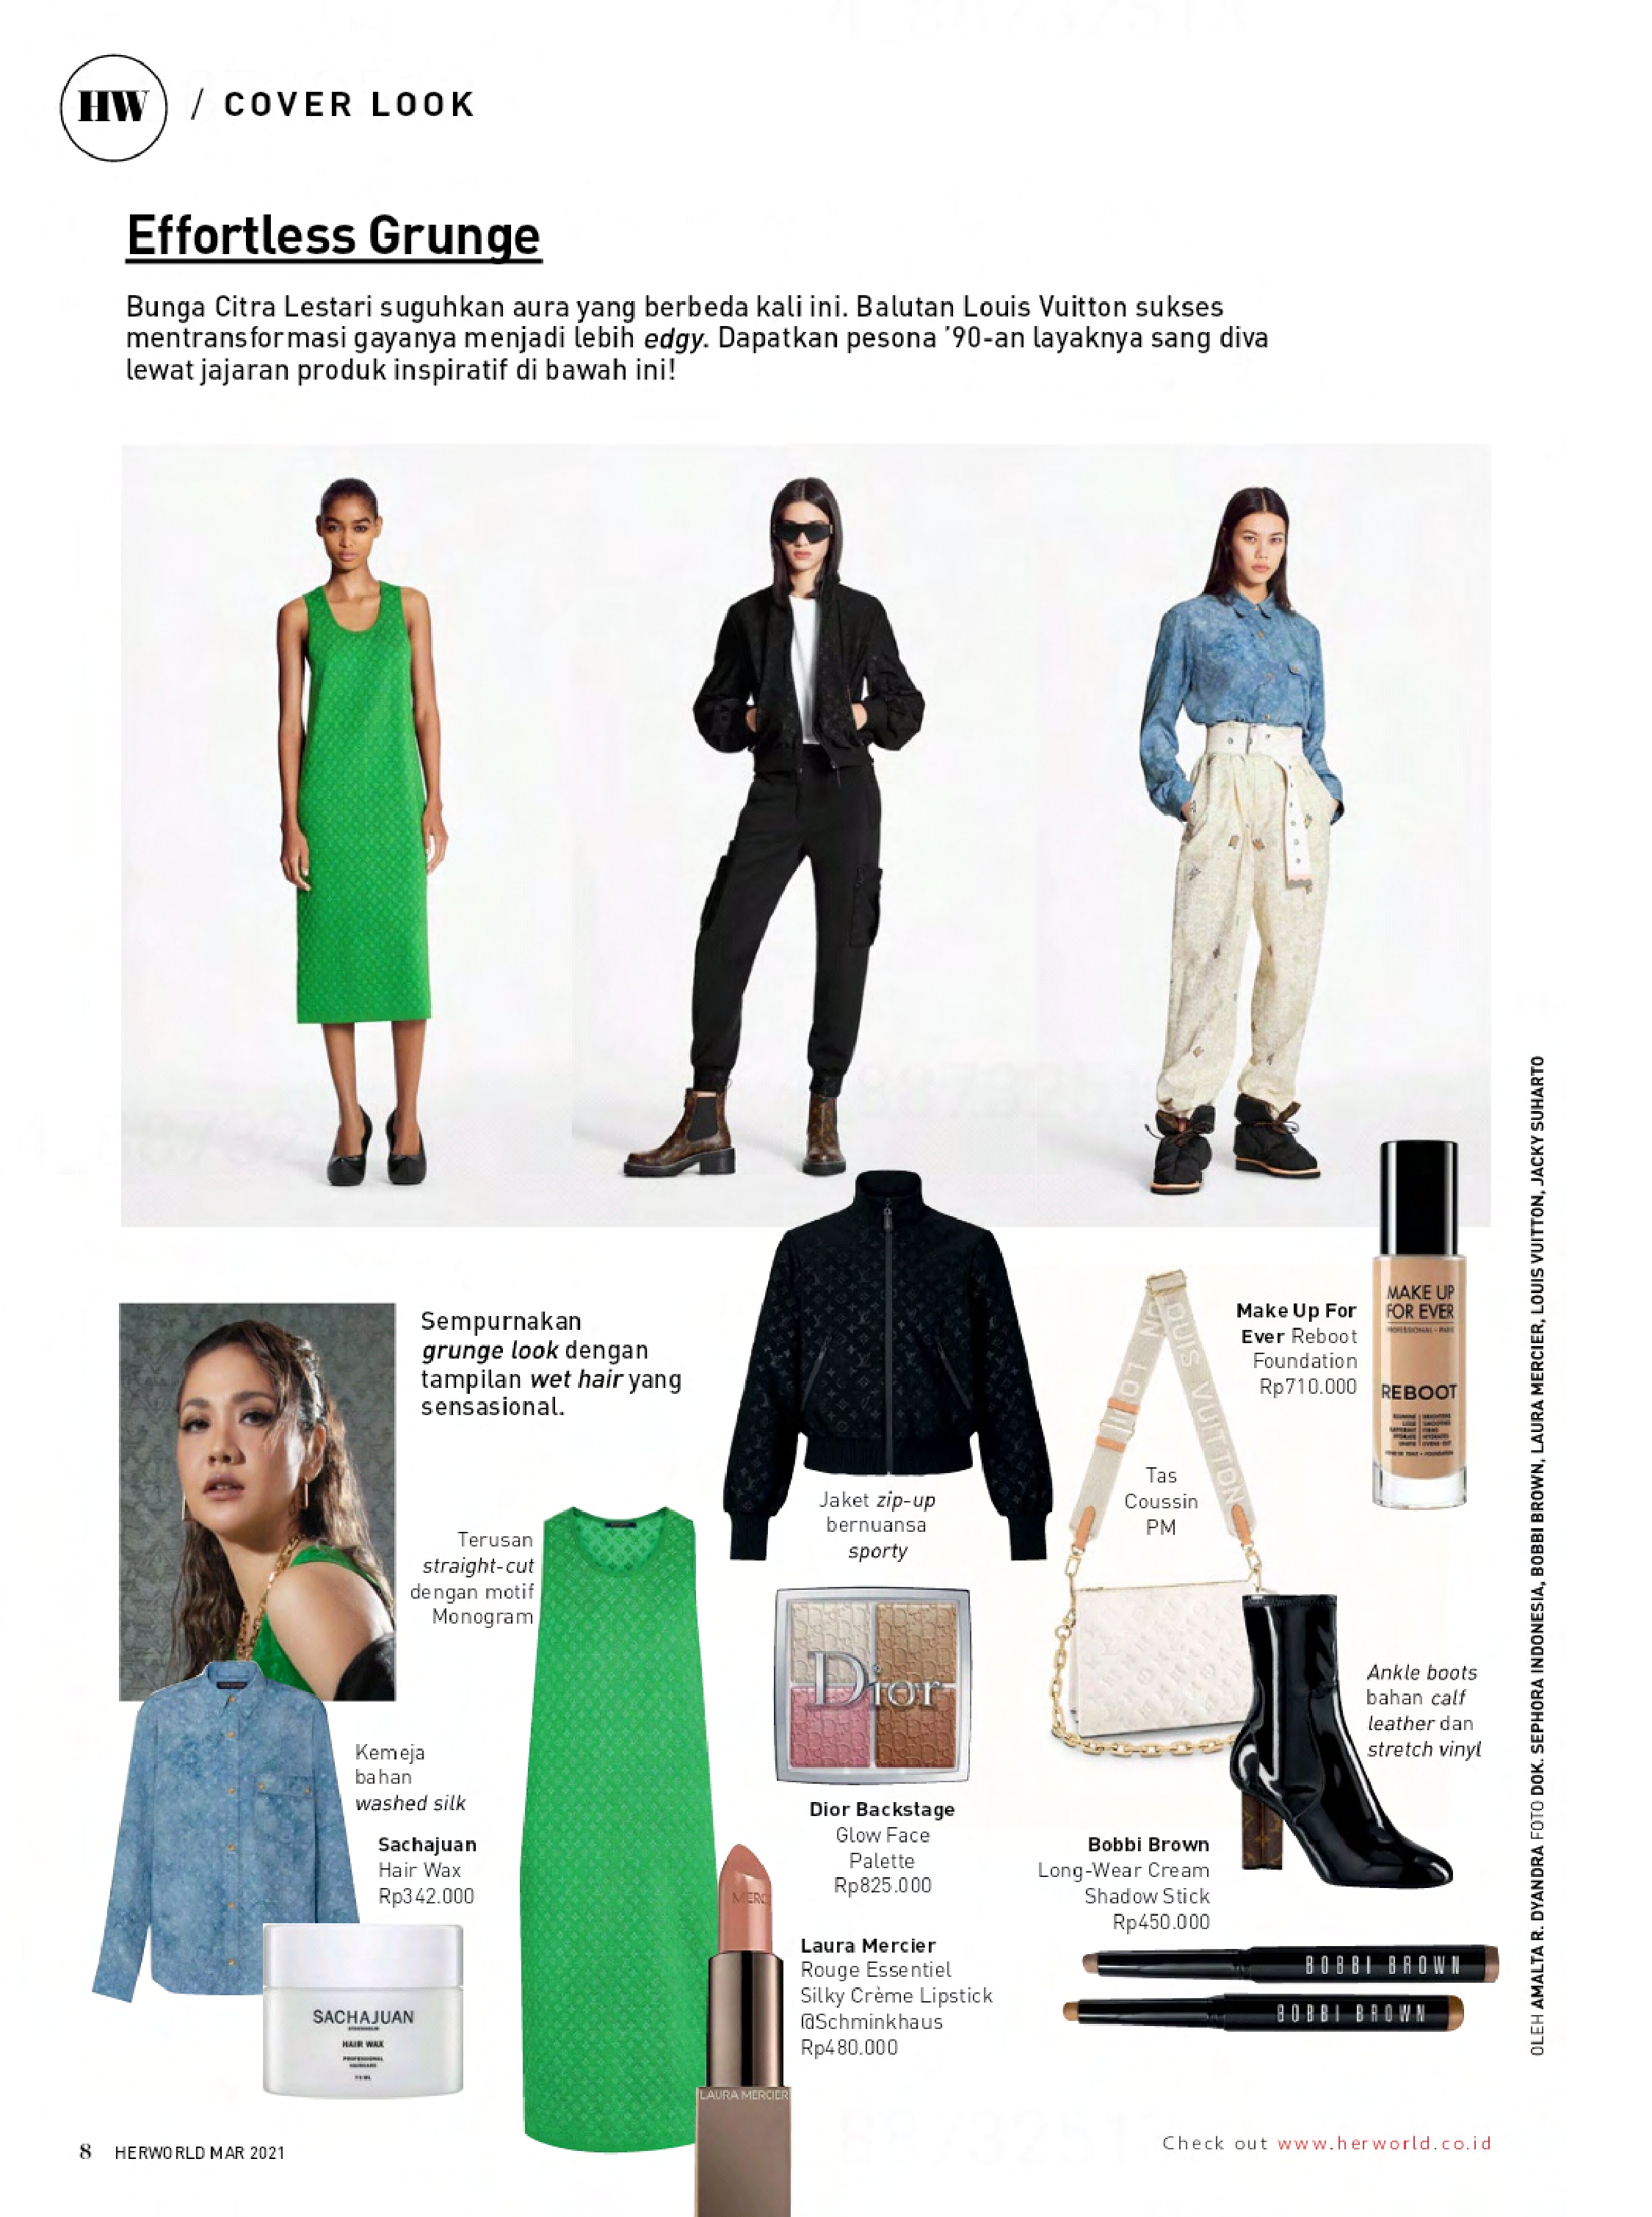 HW / COVER LOOK
Effortless Grunge
Bunga Citra Lestari suguhkan aura yang berbeda kali ini. Balutan Louis Vuitton sukses
mentransformasi gayanya menjadi lebih edgy. Dapatkan pesona ’90-an layaknya sang diva
lewat jajaran produk inspiratif di bawah ini!
Sempurnakan
grunge look dengan
tampilan wet hair yang
sensasional.
Terusan
straight-cut
dengan motif
Monogram
Jaket zip-up
bernuansa
sporty
LOUIS VUITTON
Tas
Coussin
PM
Make Up For
Ever Reboot
Foundation
Rp710.000
MAKE UP
FOR EVER
PROFESSIONAL - PARIS
REBOOT
Ankle boots
bahan calf
leather dan
stretch vinyl
Kemeja
bahan
washed silk
Sachajuan
Hair Wax
Rp342.000
SACHAJUAN
STOCKHOLM
HAIR WAX
PROFESSIONAL
HAIRCARE
75 ML
Dior
Dior Backstage
Glow Face
Palette
Rp825.000
Laura Mercier
Rouge Essentiel
Silky Crème Lipstick
@Schminkhaus
Rp480.000
MERC
LAURA MERCIER
Bobbi Brown
Long-Wear Cream
Shadow Stick
Rp450.000
BOBBI BROWN
BOBBI BROWN
OLEH AMALTA R. DYANDRA FOTO DOK. SEPHORA INDONESIA, BOBBI BROWN, LAURA MERCIER, LOUIS VUITTON, JACKY SUHARTO
8 HERWORLD MAR 2021
Check out www.herworld.co.id